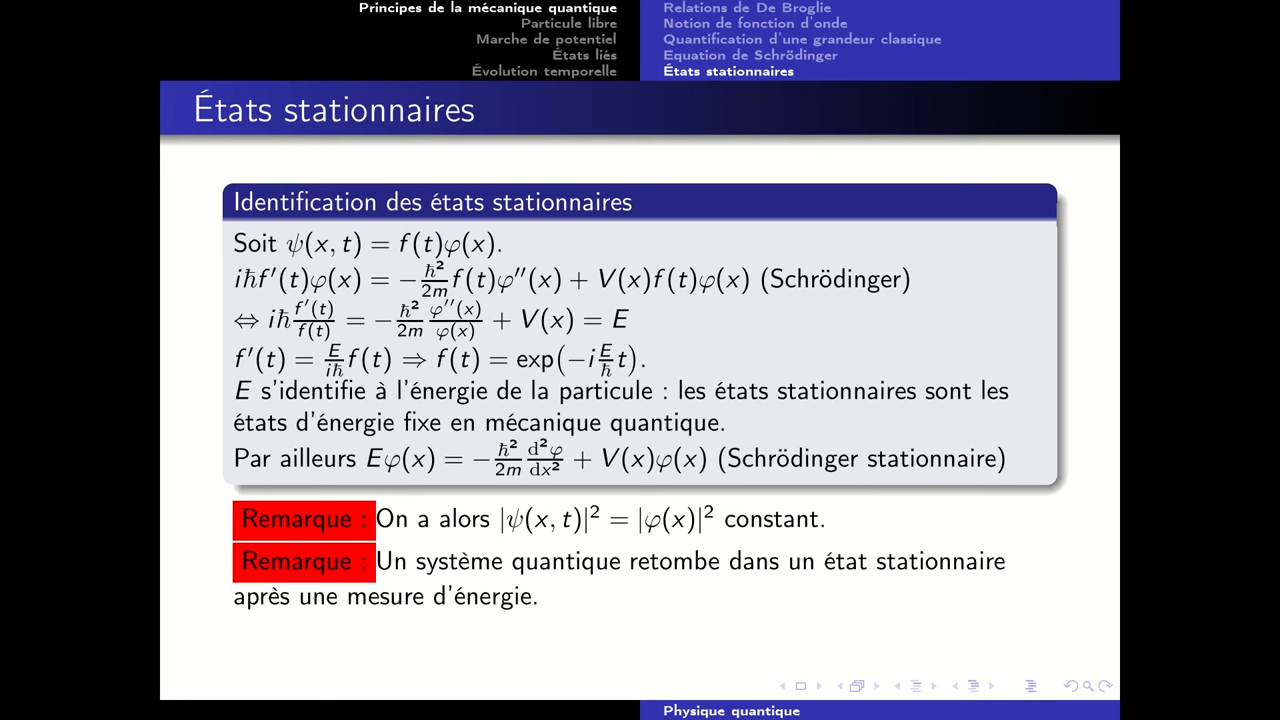 Principes de la mécanique quantique
Particule libre
Marche de potentiel
États liés
Évolution temporelle
Relations de De Broglie
Notion de fonction d'onde
Quantification d'une grandeur classique
Equation de Schrödinger
États stationnaires
États stationnaires
Identification des états stationnaires
Soit ψ(x, t) = f(t)φ(x).
iℏf′(t)φ(x) = −ℏ²/2m f(t)φ′′(x) + V(x)f(t)φ(x) (Schrödinger)
⇔ iℏ f′(t)/f(t) = −ℏ²/2m φ′′(x)/φ(x) + V(x) = E
f′(t) = E/iℏ f(t) ⇒ f(t) = exp(−i E/ℏ t).
E s'identifie à l'énergie de la particule : les états stationnaires sont les
états d'énergie fixe en mécanique quantique.
Par ailleurs Eφ(x) = −ℏ²/2m d²φ/dx² + V(x)φ(x) (Schrödinger stationnaire)
Remarque : On a alors |ψ(x, t)|² = |φ(x)|² constant.
Remarque : Un système quantique retombe dans un état stationnaire
après une mesure d'énergie.
Physique quantique